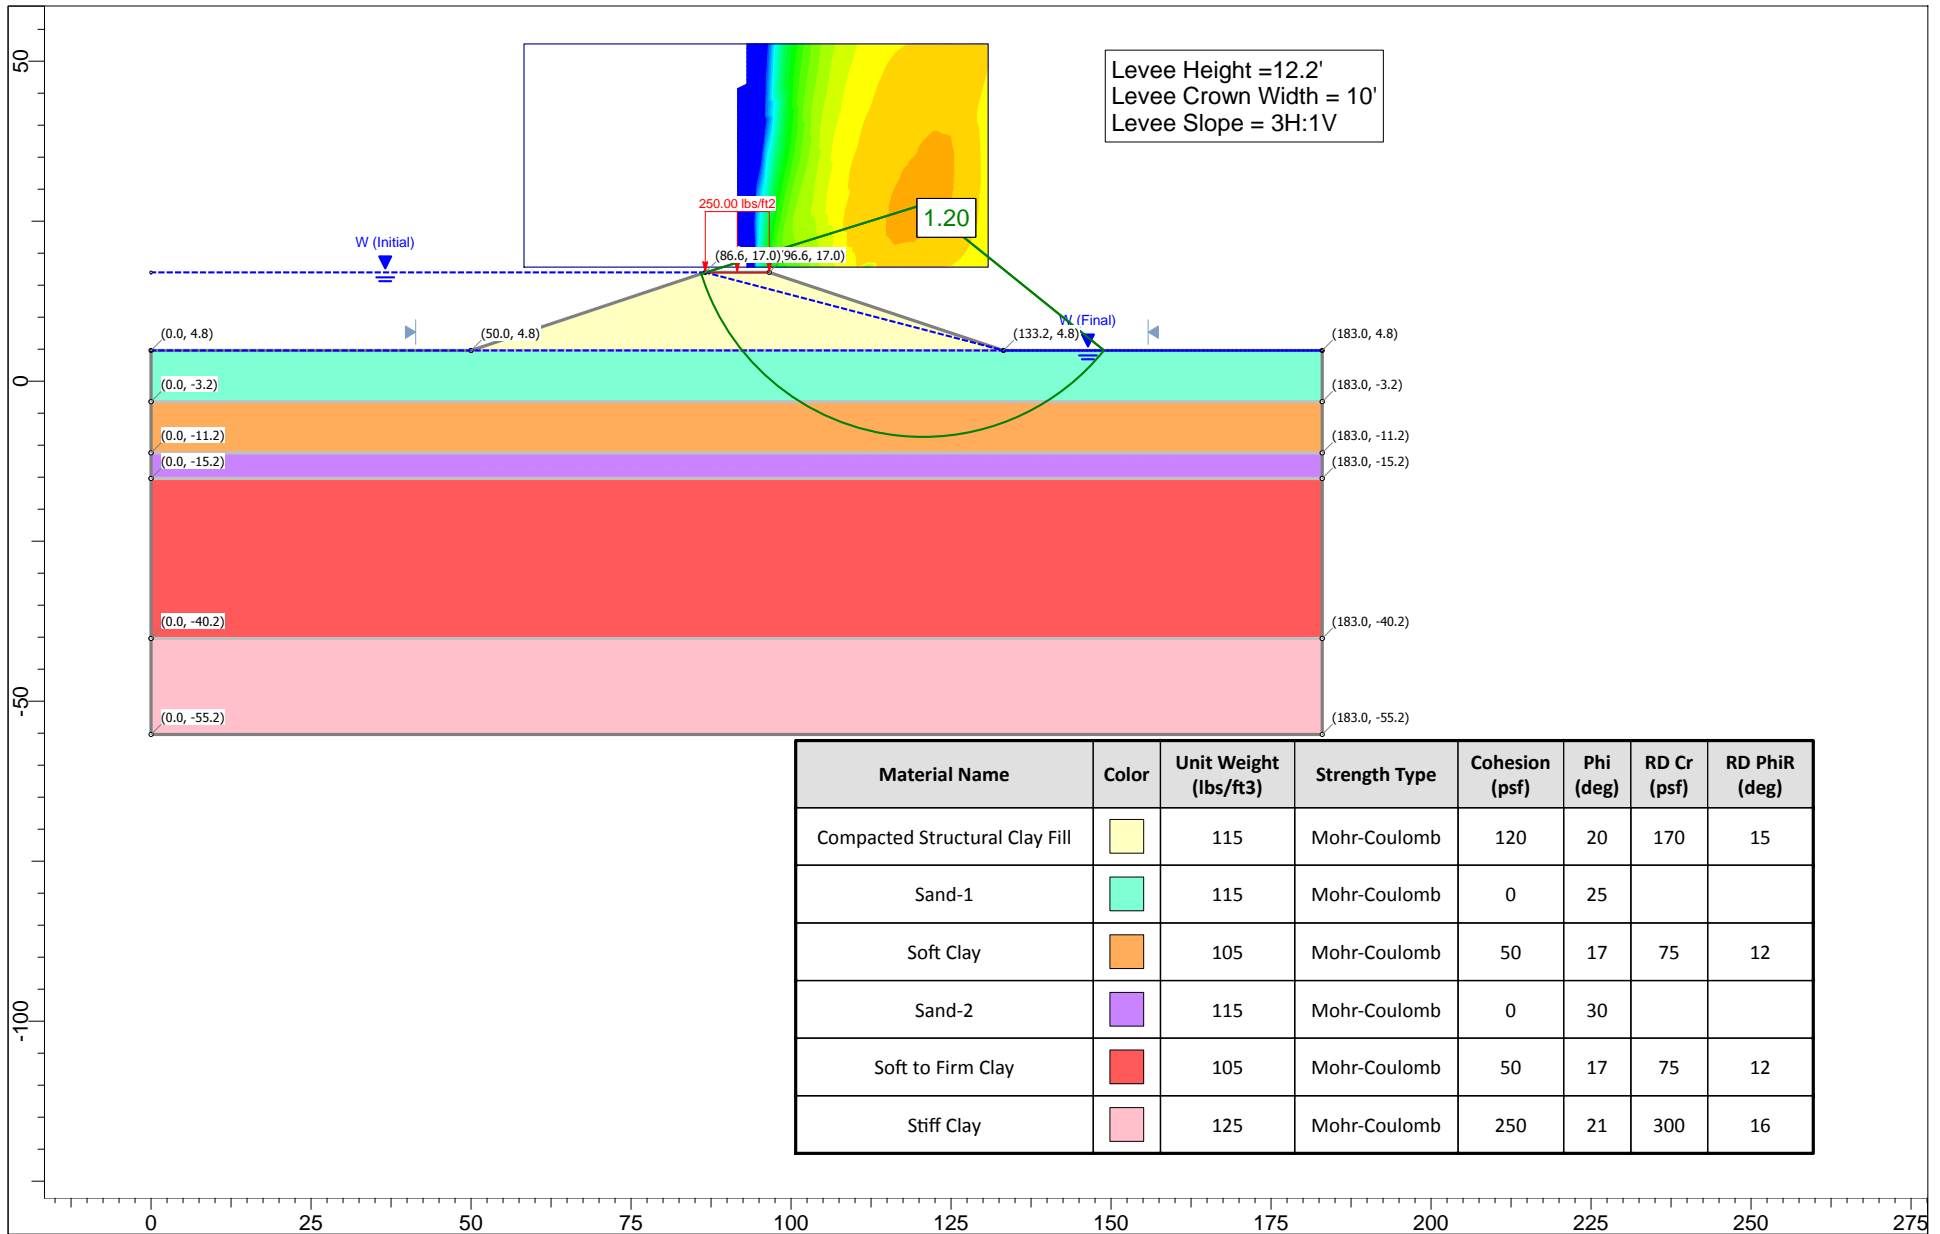 50
0
-50
-100
Levee Height =12.2'
Levee Crown Width = 10'
Levee Slope = 3H:1V
250.00 lbs/ft2
1.20
W (Initial)
(86.6, 17.0)
(96.6, 17.0)
W (Final)
(0.0, 4.8)
(50.0, 4.8)
(133.2, 4.8)
(183.0, 4.8)
(0.0, -3.2)
(183.0, -3.2)
(0.0, -11.2)
(183.0, -11.2)
(0.0, -15.2)
(183.0, -15.2)
(0.0, -40.2)
(183.0, -40.2)
(0.0, -55.2)
(183.0, -55.2)
Material Name Color Unit Weight (lbs/ft3) Strength Type Cohesion (psf) Phi (deg) RD Cr (psf) RD PhiR (deg)
Compacted Structural Clay Fill 115 Mohr-Coulomb 120 20 170 15
Sand-1 115 Mohr-Coulomb 0 25
Soft Clay 105 Mohr-Coulomb 50 17 75 12
Sand-2 115 Mohr-Coulomb 0 30
Soft to Firm Clay 105 Mohr-Coulomb 50 17 75 12
Stiff Clay 125 Mohr-Coulomb 250 21 300 16
0 25 50 75 100 125 150 175 200 225 250 275